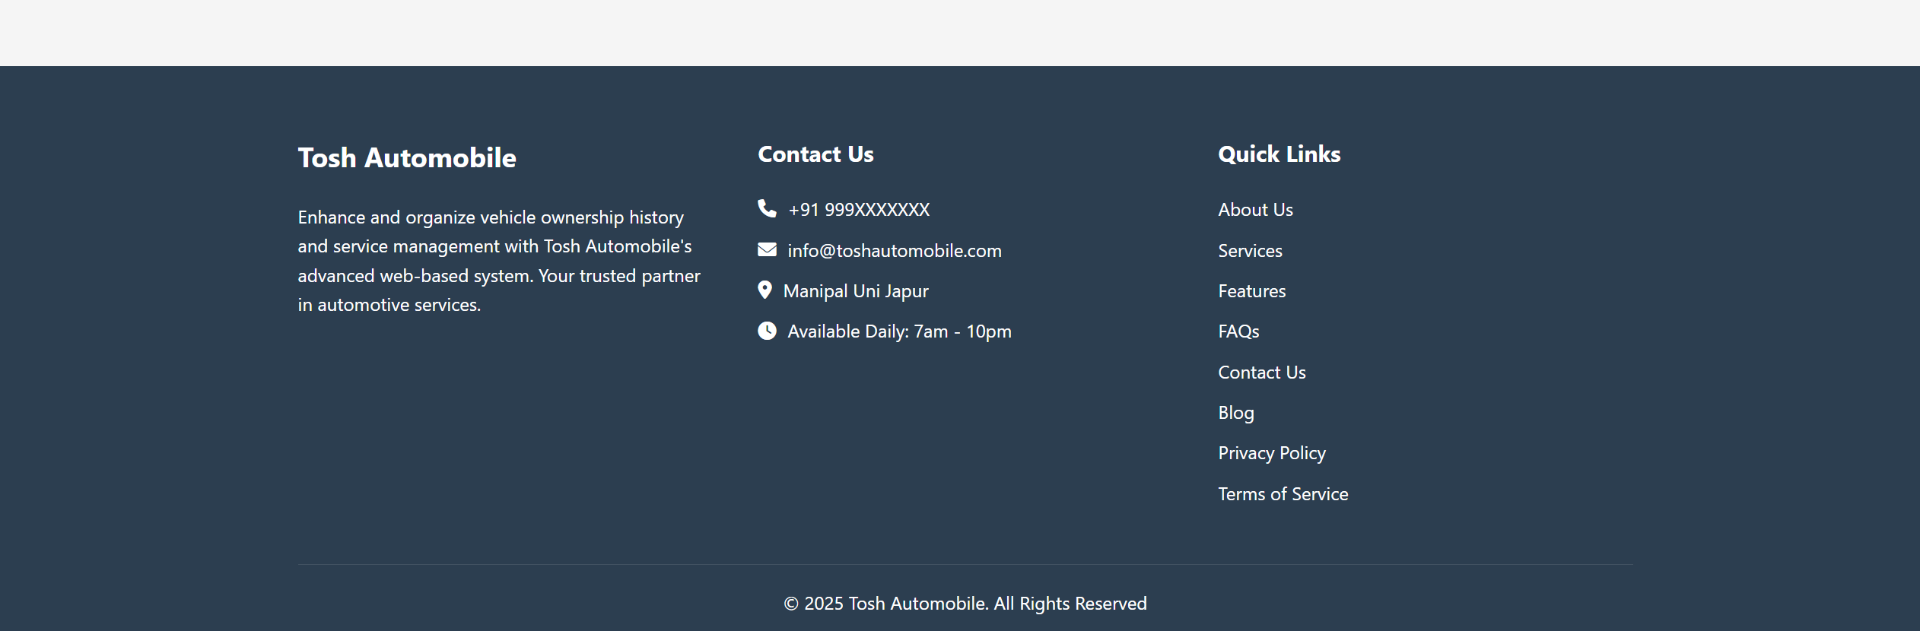 Tosh Automobile
Enhance and organize vehicle ownership history
and service management with Tosh Automobile's
advanced web-based system. Your trusted partner
in automotive services.
Contact Us
+91 999XXXXXXX
info@toshautomobile.com
Manipal Uni Japur
Available Daily: 7am - 10pm
Quick Links
About Us
Services
Features
FAQs
Contact Us
Blog
Privacy Policy
Terms of Service
© 2025 Tosh Automobile. All Rights Reserved